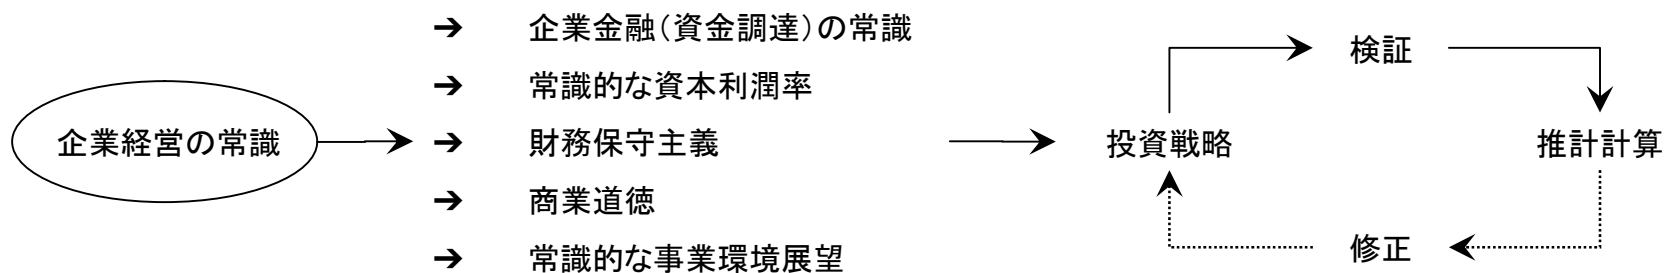 企業経営の常識
➔ 企業金融(資金調達)の常識
➔ 常識的な資本利潤率
➔ 財務保守主義
➔ 商業道徳
➔ 常識的な事業環境展望
投資戦略
検証
推計計算
修正